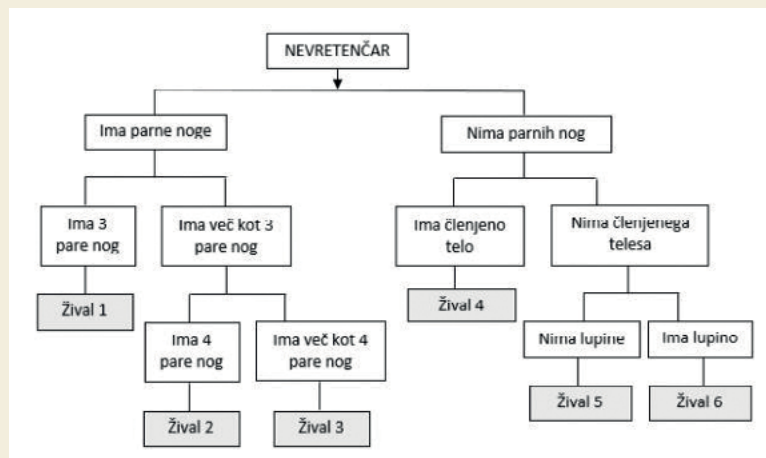 NEVRETENČAR
Ima parne noge
Nima parnih nog
Ima 3
pare nog
Ima več kot 3
pare nog
Ima členjeno
telo
Nima členjenega
telesa
Žival 1
Žival 4
Ima 4
pare nog
Ima več kot 4
pare nog
Nima lupine
Ima lupino
Žival 2
Žival 3
Žival 5
Žival 6